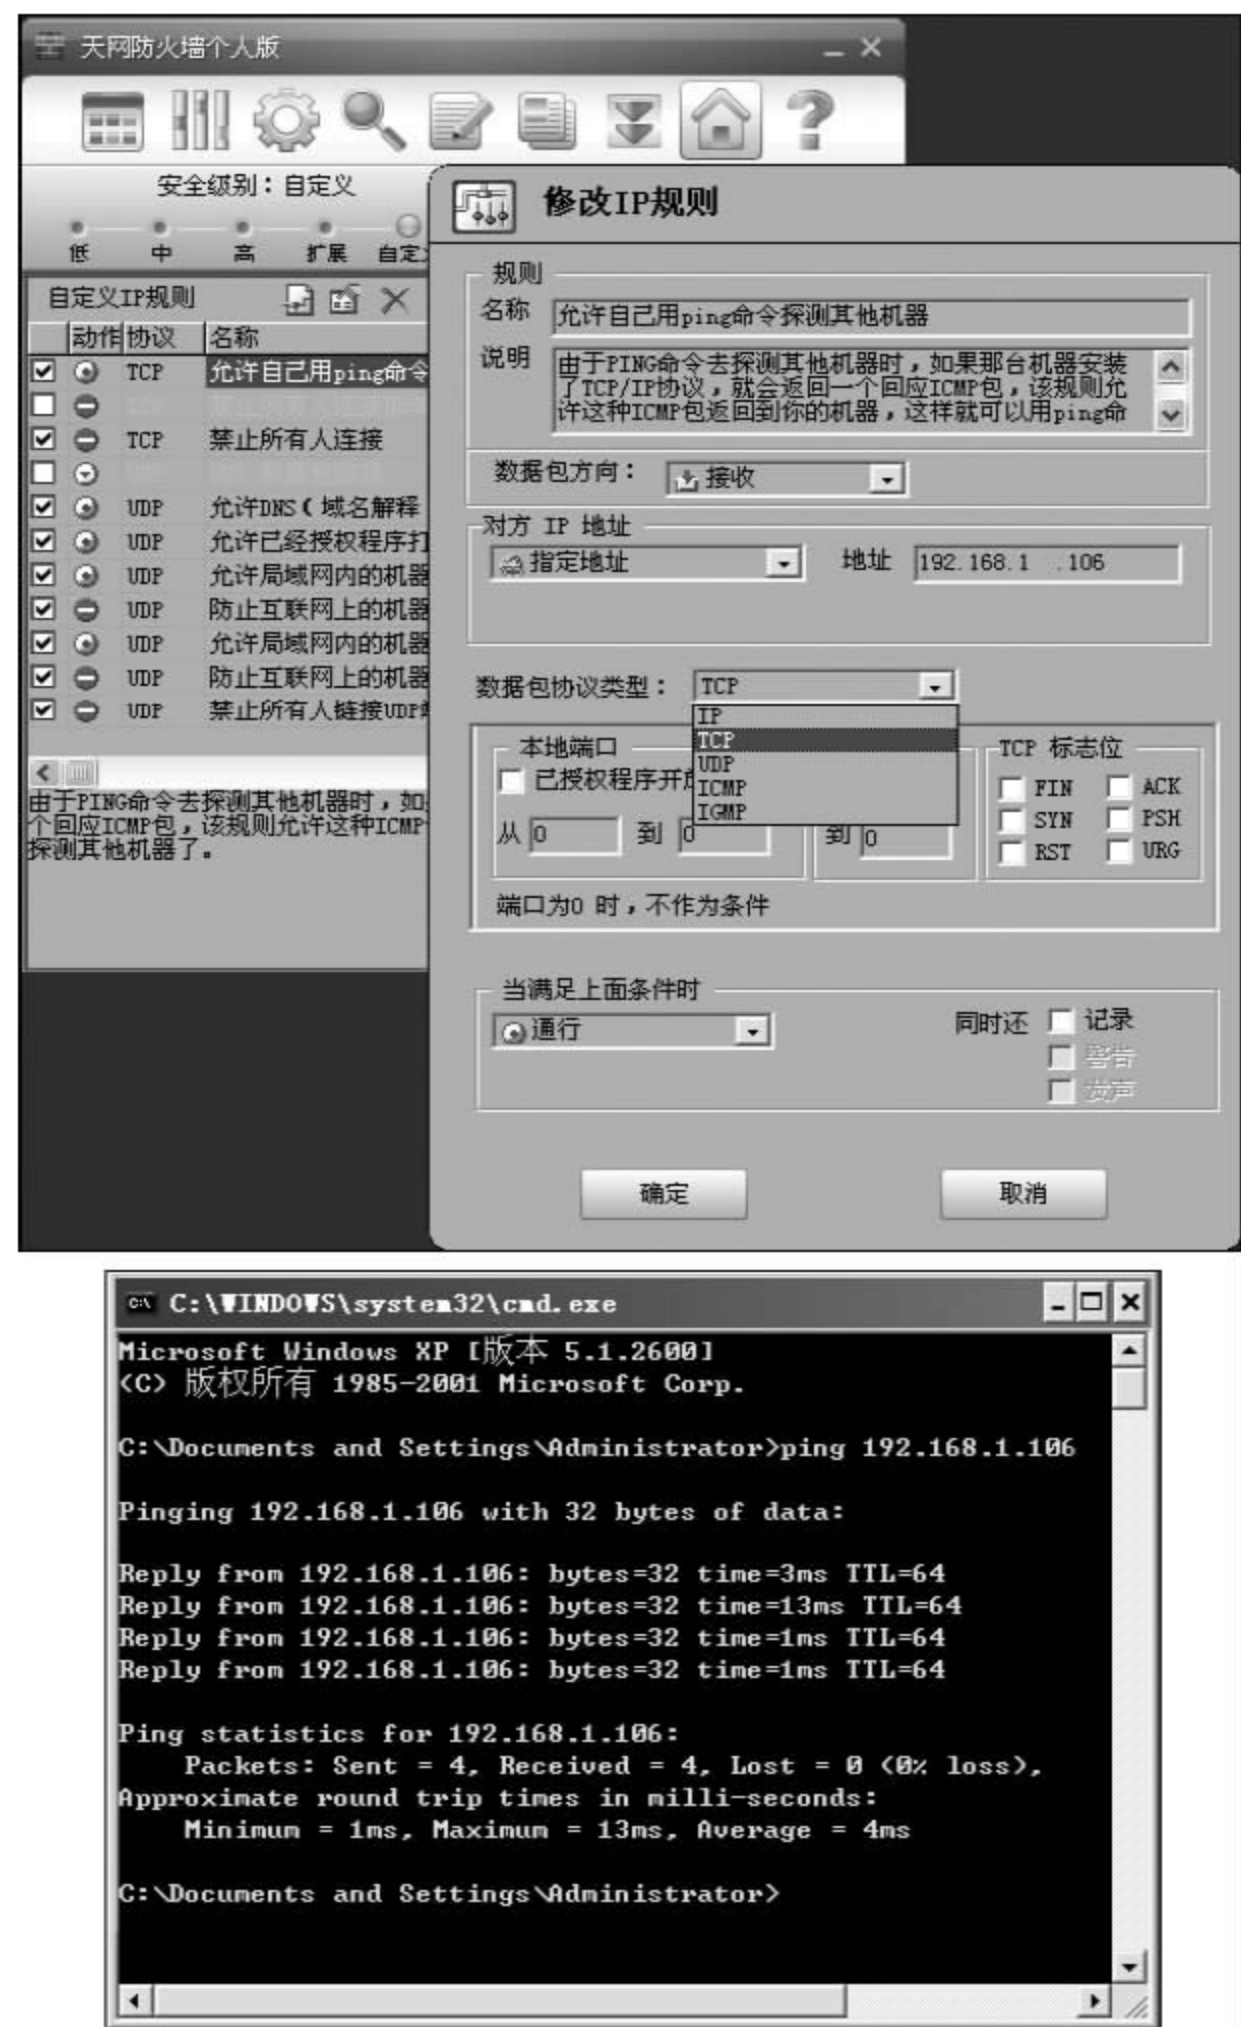 天网防火墙个人版
安全级别：自定义
低 中 高 扩展 自定
自定义IP规则
动作 协议 名称
TCP 允许自己用ping命令
TCP 禁止所有人连接
UDP 允许DNS(域名解释
UDP 允许已经授权程序打
UDP 允许局域网内的机器
UDP 防止互联网上的机器
UDP 允许局域网内的机器
UDP 防止互联网上的机器
UDP 禁止所有人链接UDP
由于PING命令去探测其他机器时，如
个回应ICMP包，该规则允许这种ICMP
探测其他机器了。
修改IP规则
规则
名称 允许自己用ping命令探测其他机器
说明 由于PING命令去探测其他机器时，如果那台机器安装
了TCP/IP协议，就会返回一个回应ICMP包，该规则允
许这种ICMP包返回到你的机器，这样就可以用ping命
数据包方向： 接收
对方 IP 地址
指定地址 地址 192.168.1 .106
数据包协议类型： TCP
IP
TCP
UDP
ICMP
IGMP
本地端口
已授权程序开放
从 0 到 0 到 0
TCP 标志位
FIN ACK
SYN PSH
RST URG
端口为0 时，不作为条件
当满足上面条件时
通行 同时还 记录
警告
发声
确定 取消
C:\WINDOWS\system32\cmd.exe
Microsoft Windows XP [版本 5.1.2600]
(C) 版权所有 1985-2001 Microsoft Corp.
C:\Documents and Settings\Administrator>ping 192.168.1.106
Pinging 192.168.1.106 with 32 bytes of data:
Reply from 192.168.1.106: bytes=32 time=3ms TTL=64
Reply from 192.168.1.106: bytes=32 time=13ms TTL=64
Reply from 192.168.1.106: bytes=32 time=1ms TTL=64
Reply from 192.168.1.106: bytes=32 time=1ms TTL=64
Ping statistics for 192.168.1.106:
Packets: Sent = 4, Received = 4, Lost = 0 (0% loss),
Approximate round trip times in milli-seconds:
Minimum = 1ms, Maximum = 13ms, Average = 4ms
C:\Documents and Settings\Administrator>